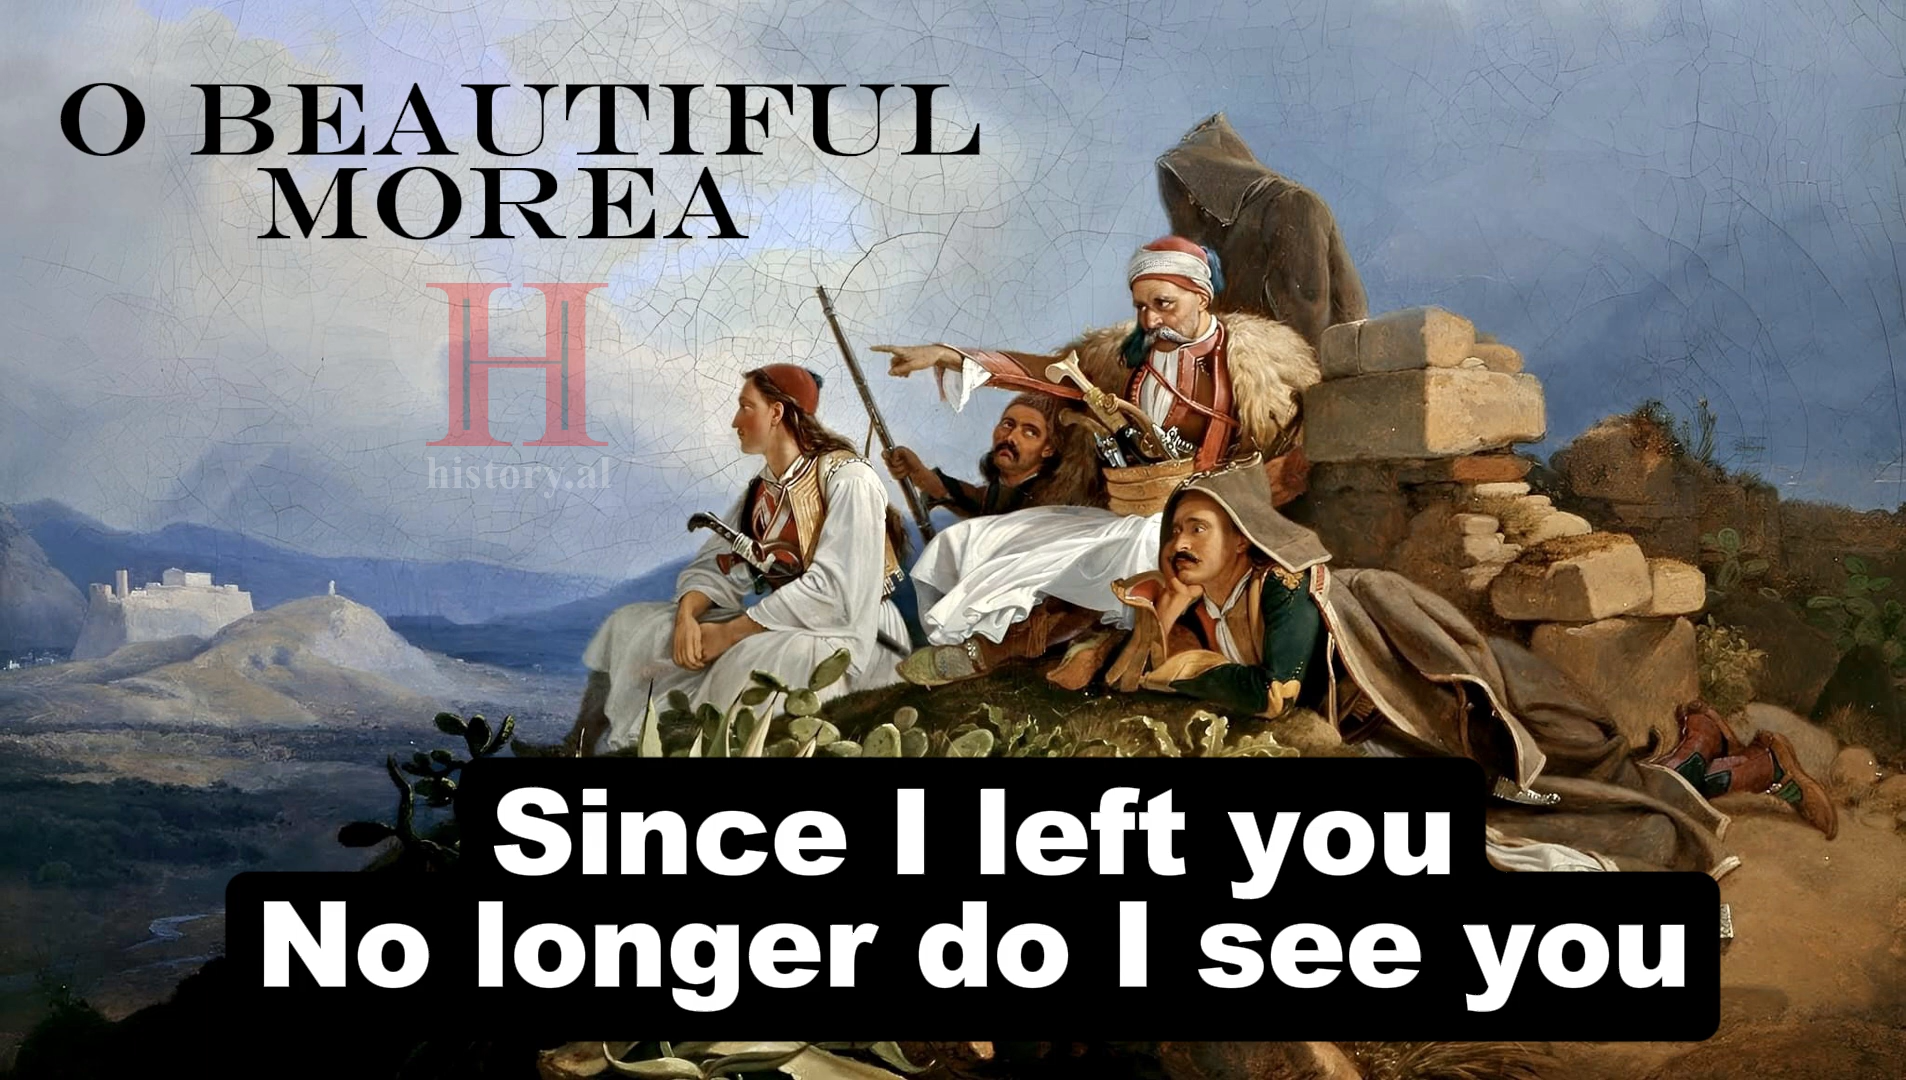 O BEAUTIFUL
MOREA
H
history.al
Since I left you
No longer do I see you